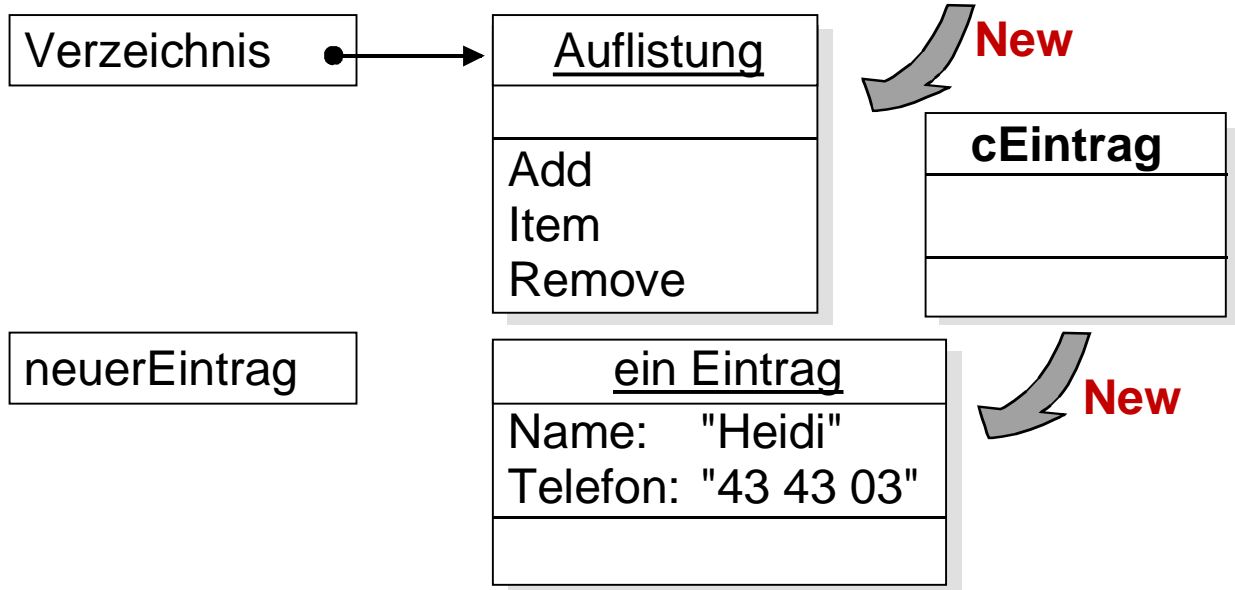 Verzeichnis
Auflistung
New
Add
Item
Remove
cEintrag
neuerEintrag
ein Eintrag
Name: "Heidi"
Telefon: "43 43 03"
New